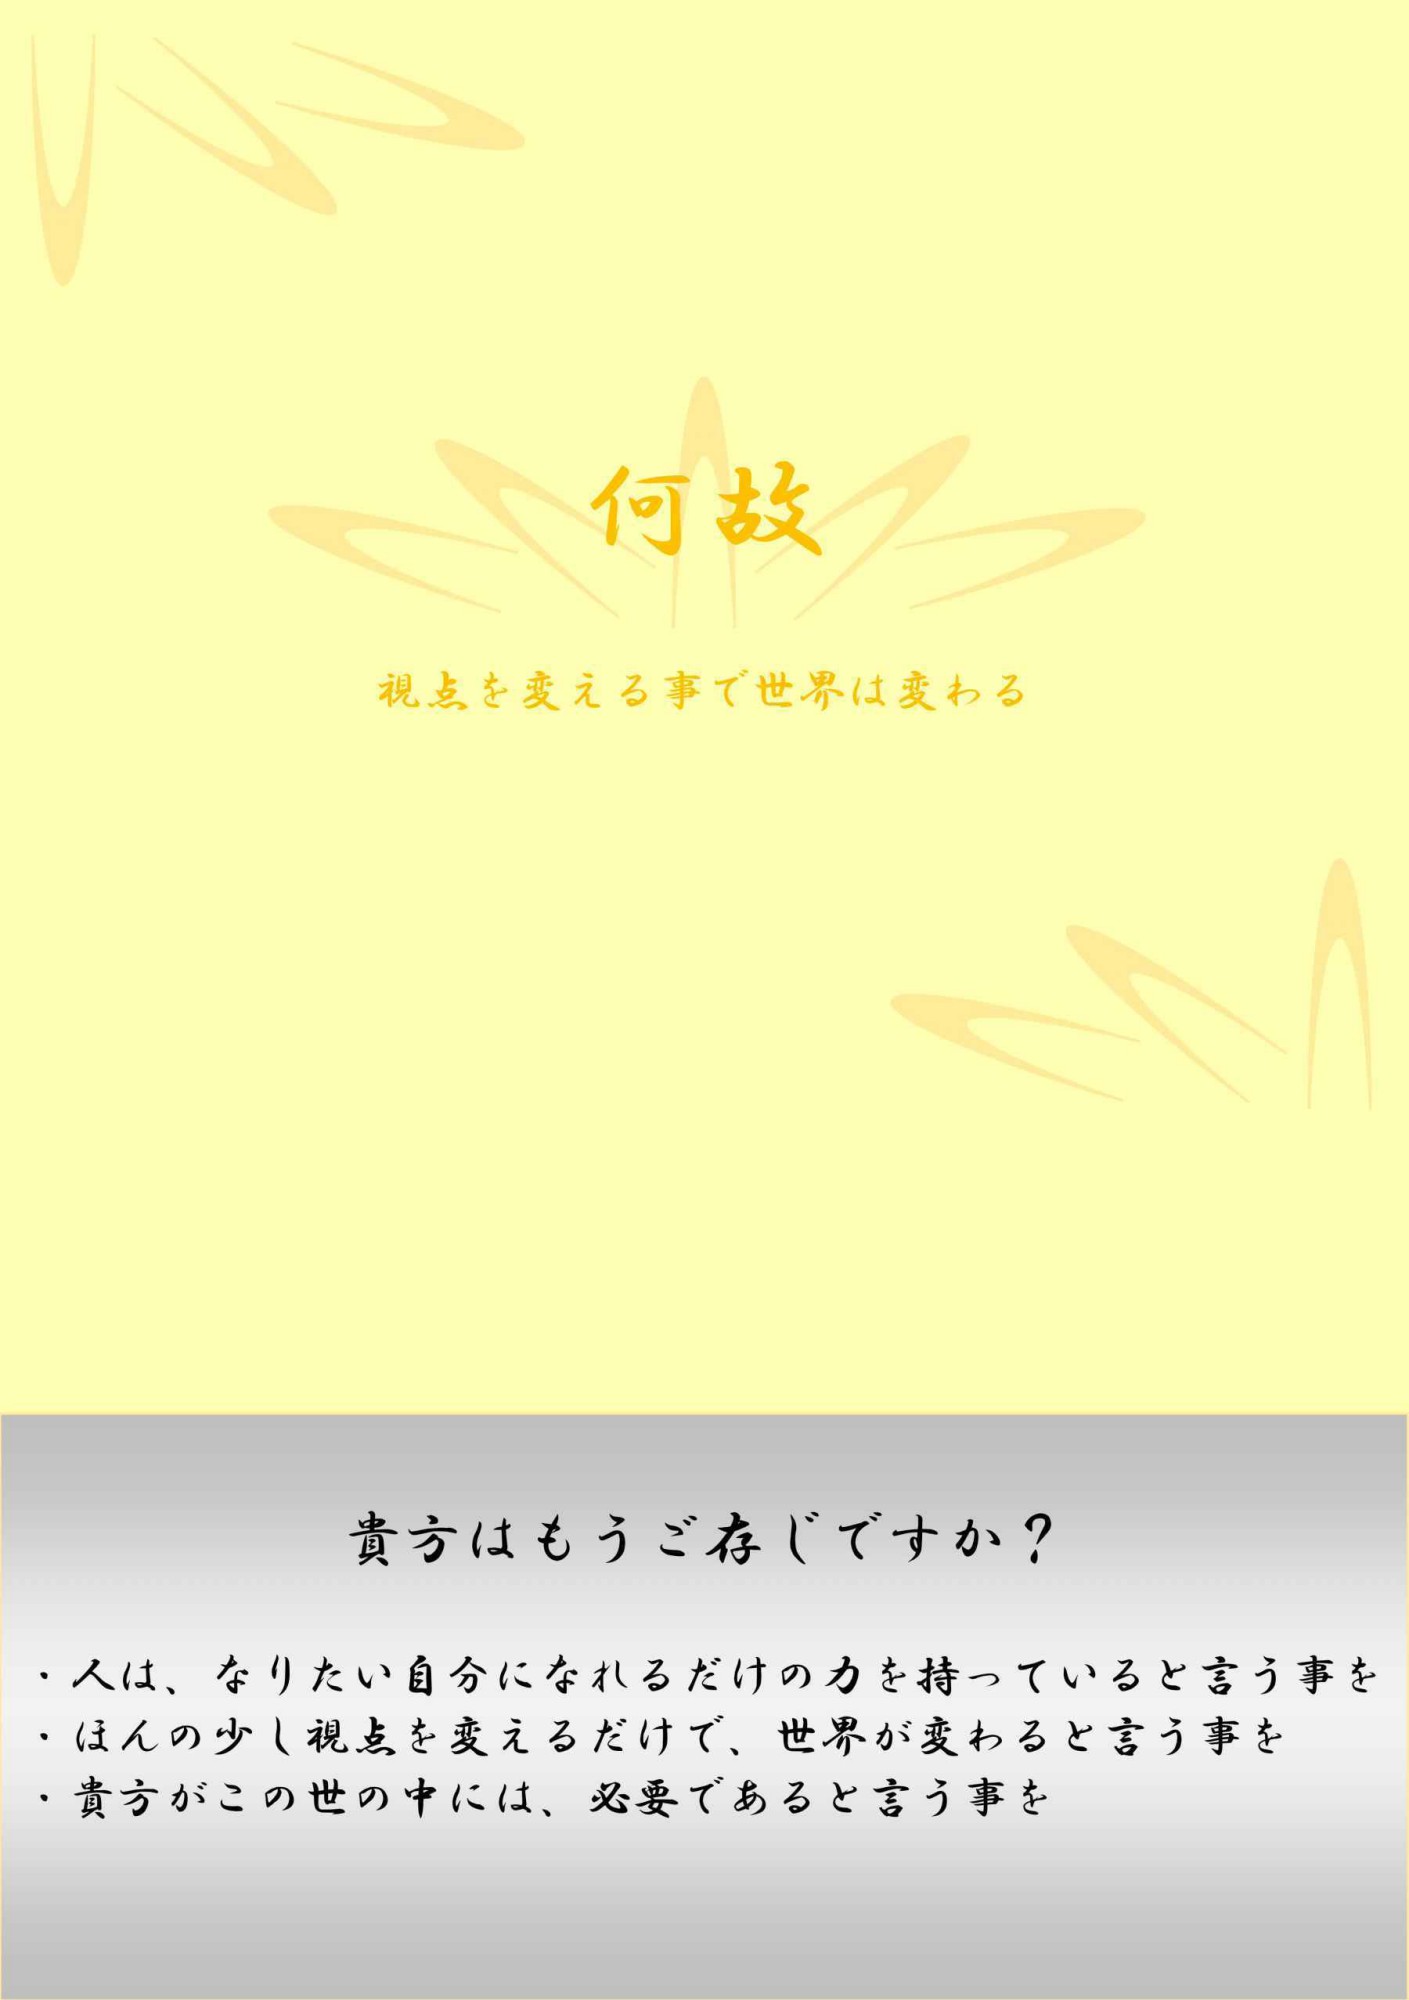 何故
視点を変える事で世界は変わる
貴方はもうご存じですか？
・人は、なりたい自分になれるだけの力を持っていると言う事を
・ほんの少し視点を変えるだけで、世界が変わると言う事を
・貴方がこの世の中には、必要であると言う事を